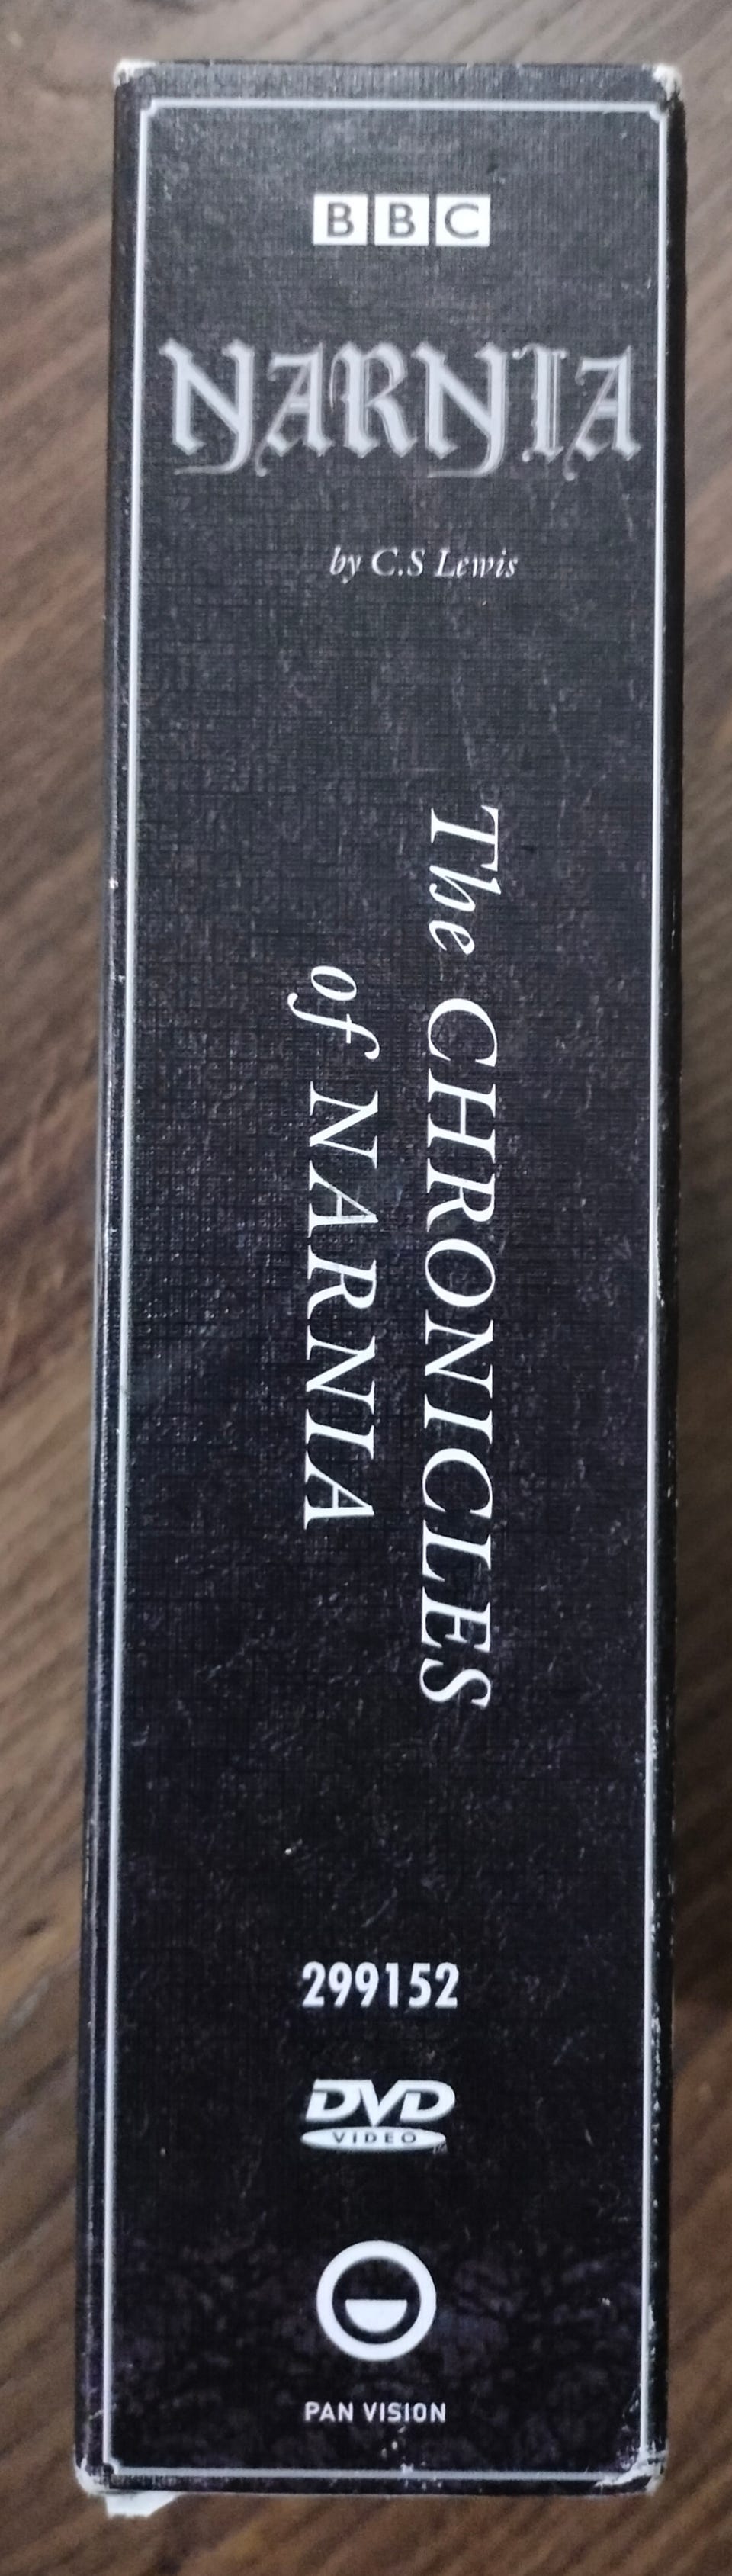 BBC
NARNIA
by C.S Lewis
The CHRONICLES
of NARNIA
299152
DVD
VIDEO
PAN VISION